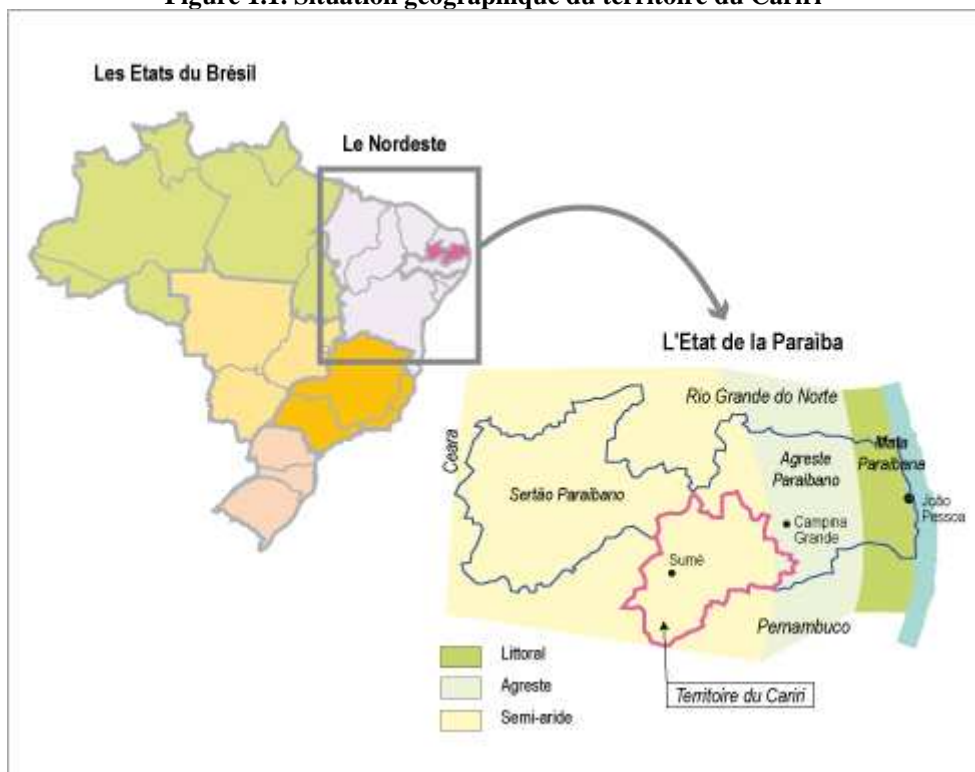 Figure 1.1. Situation géographique du territoire du Cariri
Les Etats du Brésil
Le Nordeste
L'Etat de la Paraiba
Rio Grande do Norte
Ceara
Mata
Paraibana
Agreste
Paraibano
Sertão Paraibano
João
Pessoa
Campina
Grande
Sumé
Pernambuco
Littoral
Agreste
Semi-aride
Territoire du Cariri